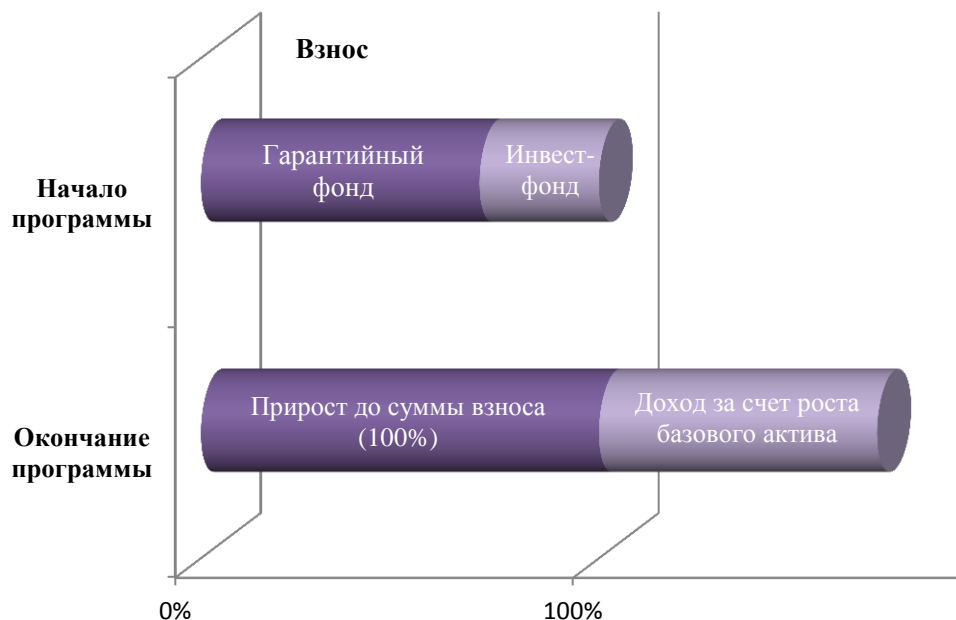 Взнос
Начало
программы
Гарантийный
фонд
Инвест-
фонд
Окончание
программы
Прирост до суммы взноса
(100%)
Доход за счет роста
базового актива
0%
100%